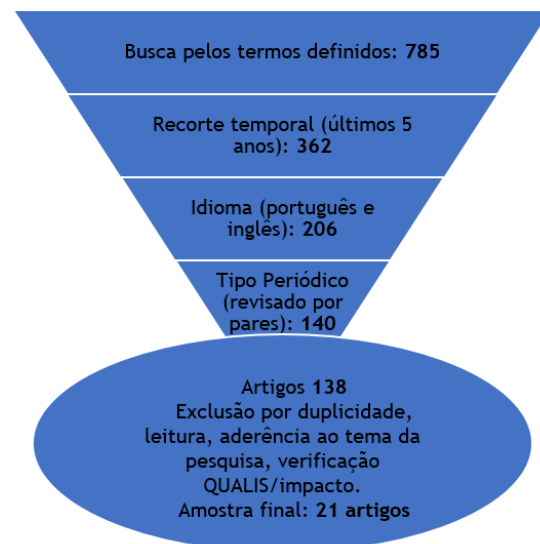 Busca pelos termos definidos: 785
Recorte temporal (últimos 5
anos): 362
Idioma (português e
inglês): 206
Tipo Periódico
(revisado por
pares): 140
Artigos 138
Exclusão por duplicidade,
leitura, aderência ao tema da
pesquisa, verificação
QUALIS/impacto.
Amostra final: 21 artigos